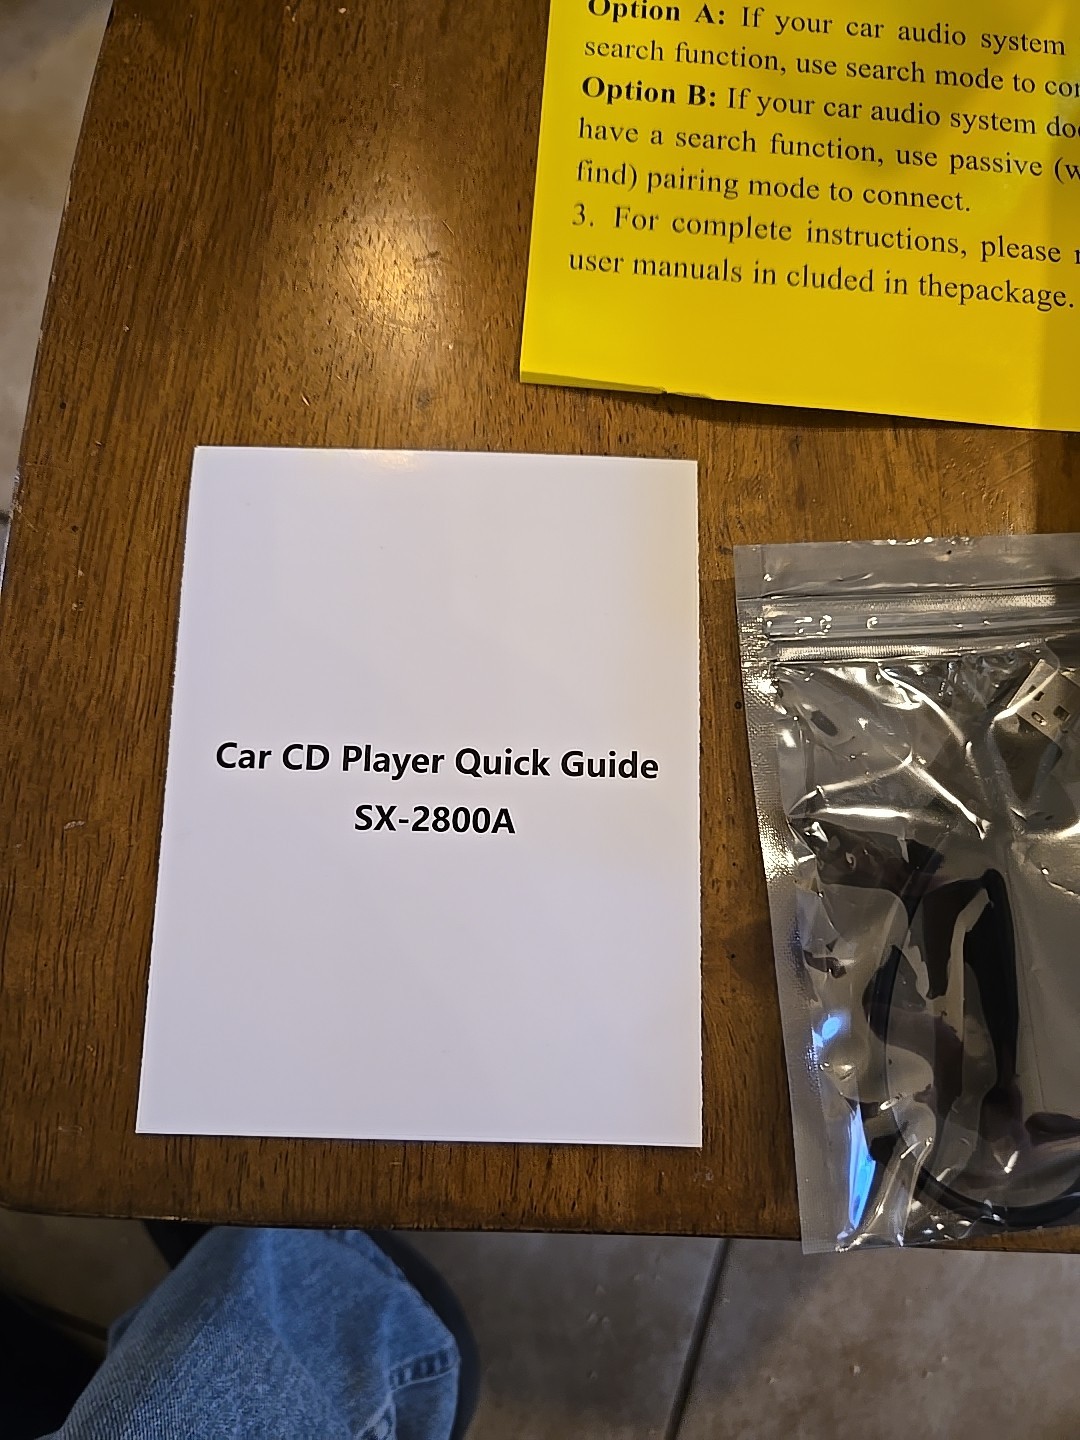 Option A: If your car audio system
search function, use search mode to
Option B: If your car audio system
have a search function, use passive
find) pairing mode to connect.
3. For complete instructions, please
user manuals in cluded in thepackage.
Car CD Player Quick Guide
SX-2800A